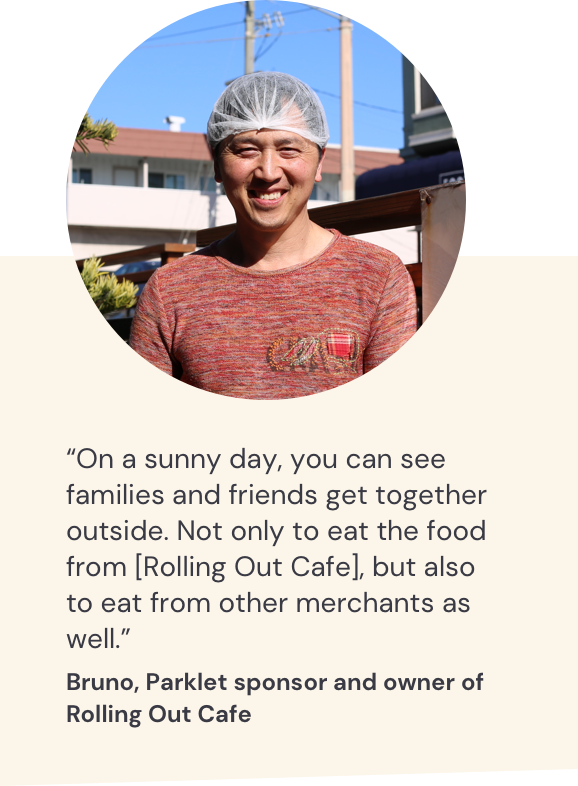 “On a sunny day, you can see
families and friends get together
outside. Not only to eat the food
from [Rolling Out Cafe], but also
to eat from other merchants as
well.”
Bruno, Parklet sponsor and owner of
Rolling Out Cafe